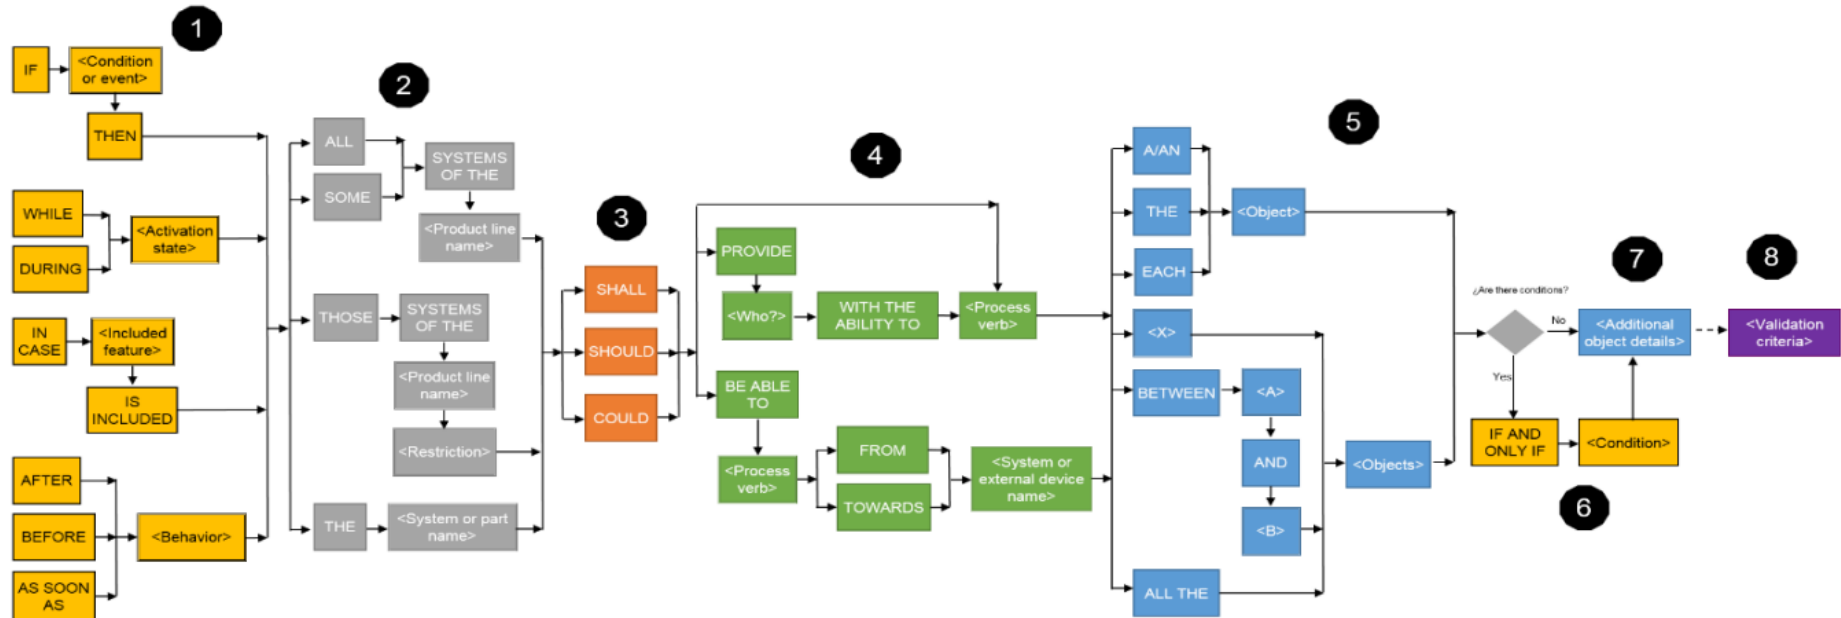 1
IF
<Condition
or event>
THEN
WHILE
DURING
<Activation
state>
IN
CASE
<Included
feature>
IS
INCLUDED
AFTER
BEFORE
AS SOON
AS
<Behavior>
2
ALL
SOME
SYSTEMS
OF THE
<Product line
name>
THOSE
SYSTEMS
OF THE
<Product line
name>
<Restriction>
THE
<System or part
name>
3
SHALL
SHOULD
COULD
4
PROVIDE
<Who?>
WITH THE
ABILITY TO
<Process
verb>
BE ABLE
TO
<Process
verb>
FROM
TOWARDS
<System or
external device
name>
5
A/AN
THE
EACH
<Object>
<X>
BETWEEN
<A>
AND
<B>
ALL THE
<Objects>
¿Are there conditions?
No
Yes
IF AND
ONLY IF
<Condition>
6
7
<Additional
object details>
8
<Validation
criteria>